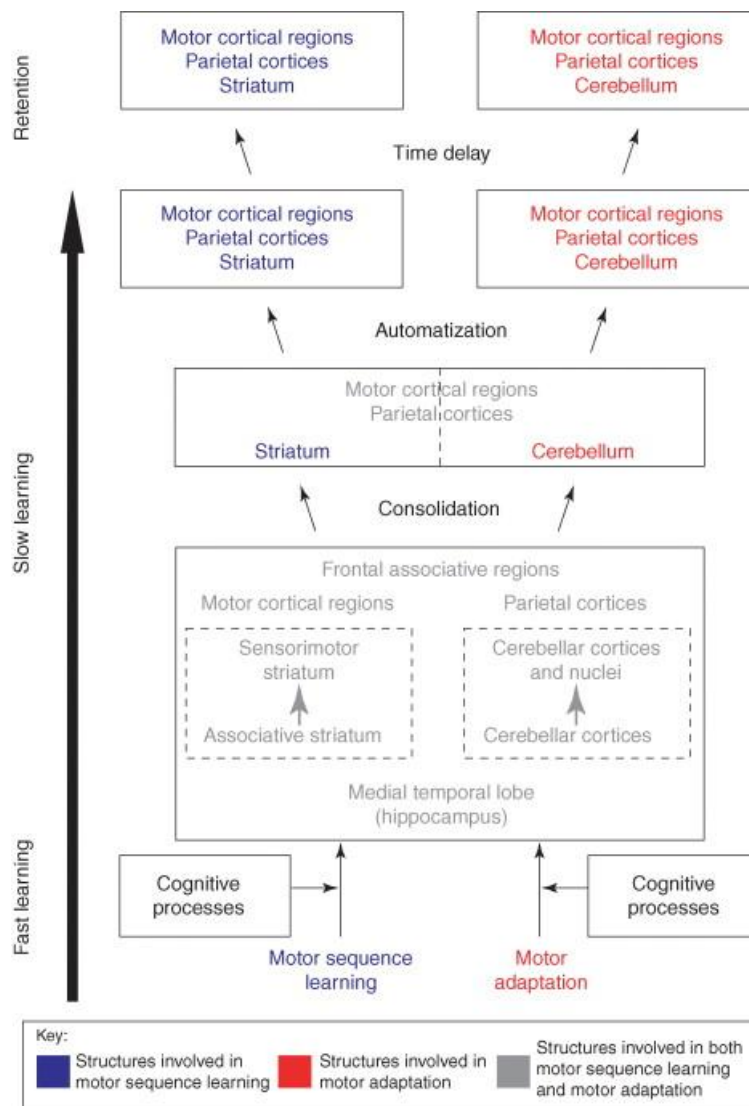 Retention
Motor cortical regions
Parietal cortices
Striatum
Motor cortical regions
Parietal cortices
Cerebellum
Time delay
Motor cortical regions
Parietal cortices
Striatum
Motor cortical regions
Parietal cortices
Cerebellum
Automatization
Slow learning
Motor cortical regions
Parietal cortices
Striatum
Cerebellum
Consolidation
Frontal associative regions
Motor cortical regions
Parietal cortices
Sensorimotor
striatum
Associative striatum
Cerebellar cortices
and nuclei
Cerebellar cortices
Medial temporal lobe
(hippocampus)
Fast learning
Cognitive
processes
Cognitive
processes
Motor sequence
learning
Motor
adaptation
Key:
Structures involved in
motor sequence learning
Structures involved in
motor adaptation
Structures involved in both
motor sequence learning
and motor adaptation